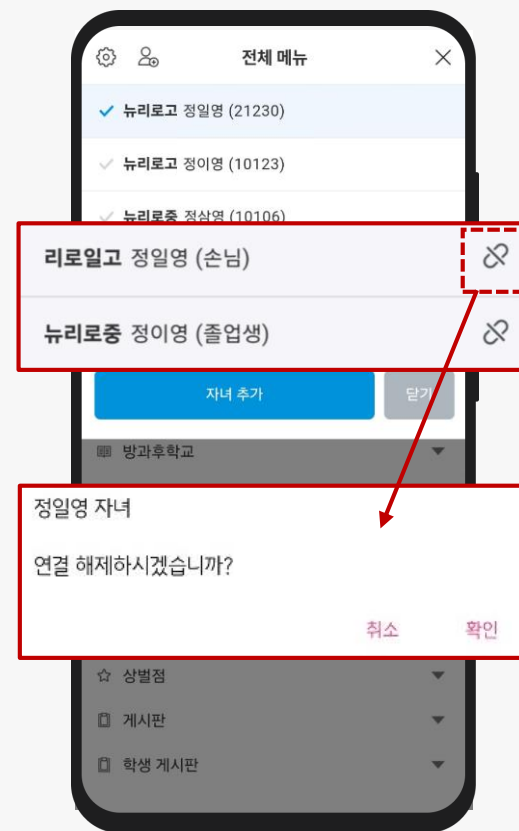 전체 메뉴
뉴리로고 정일영 (21230)
뉴리로고 정이영 (10123)
뉴리로중 정삼영 (10106)
리로일고 정일영 (손님)
뉴리로중 정이영 (졸업생)
자녀 추가 닫기
방과후학교
정일영 자녀
연결 해제하시겠습니까?
취소 확인
상벌점
게시판
학생 게시판